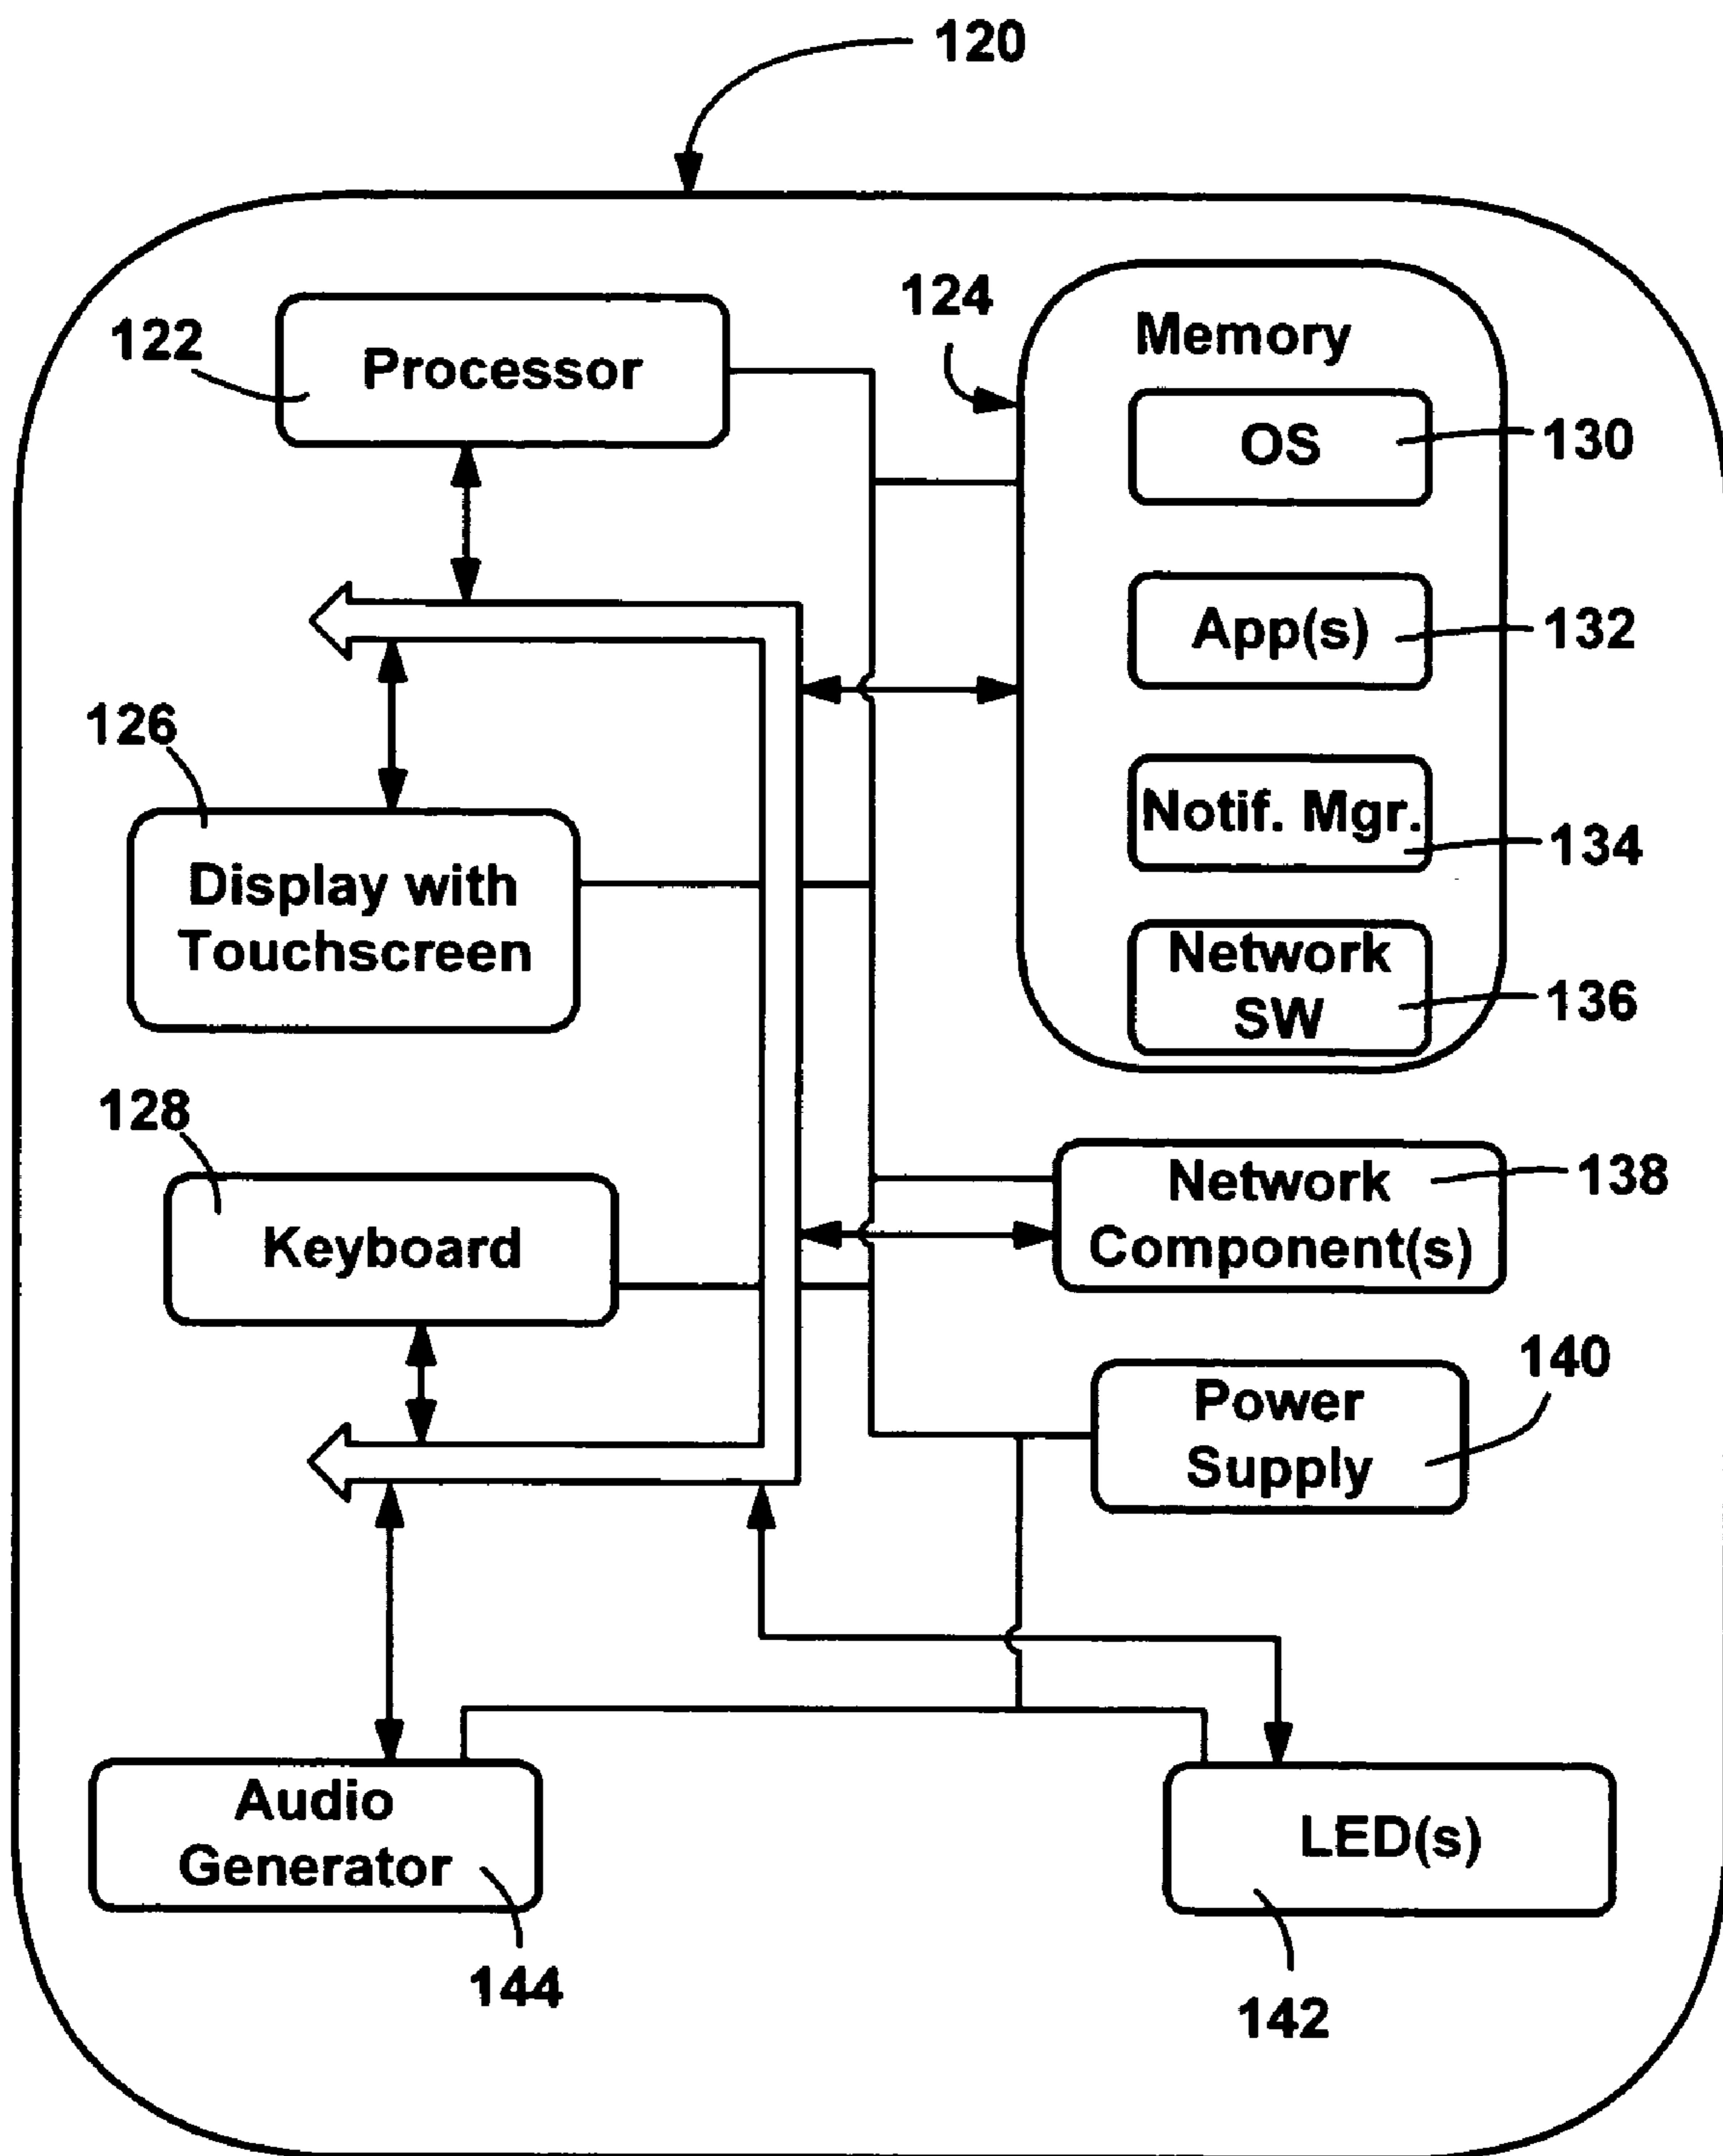 120
124
Memory
122
Processor
OS
130
App(s)
132
126
Notif. Mgr.
134
Display with
Touchscreen
Network
SW
136
128
Network
Component(s)
138
Keyboard
140
Power
Supply
Audio
Generator
LED(s)
144
142